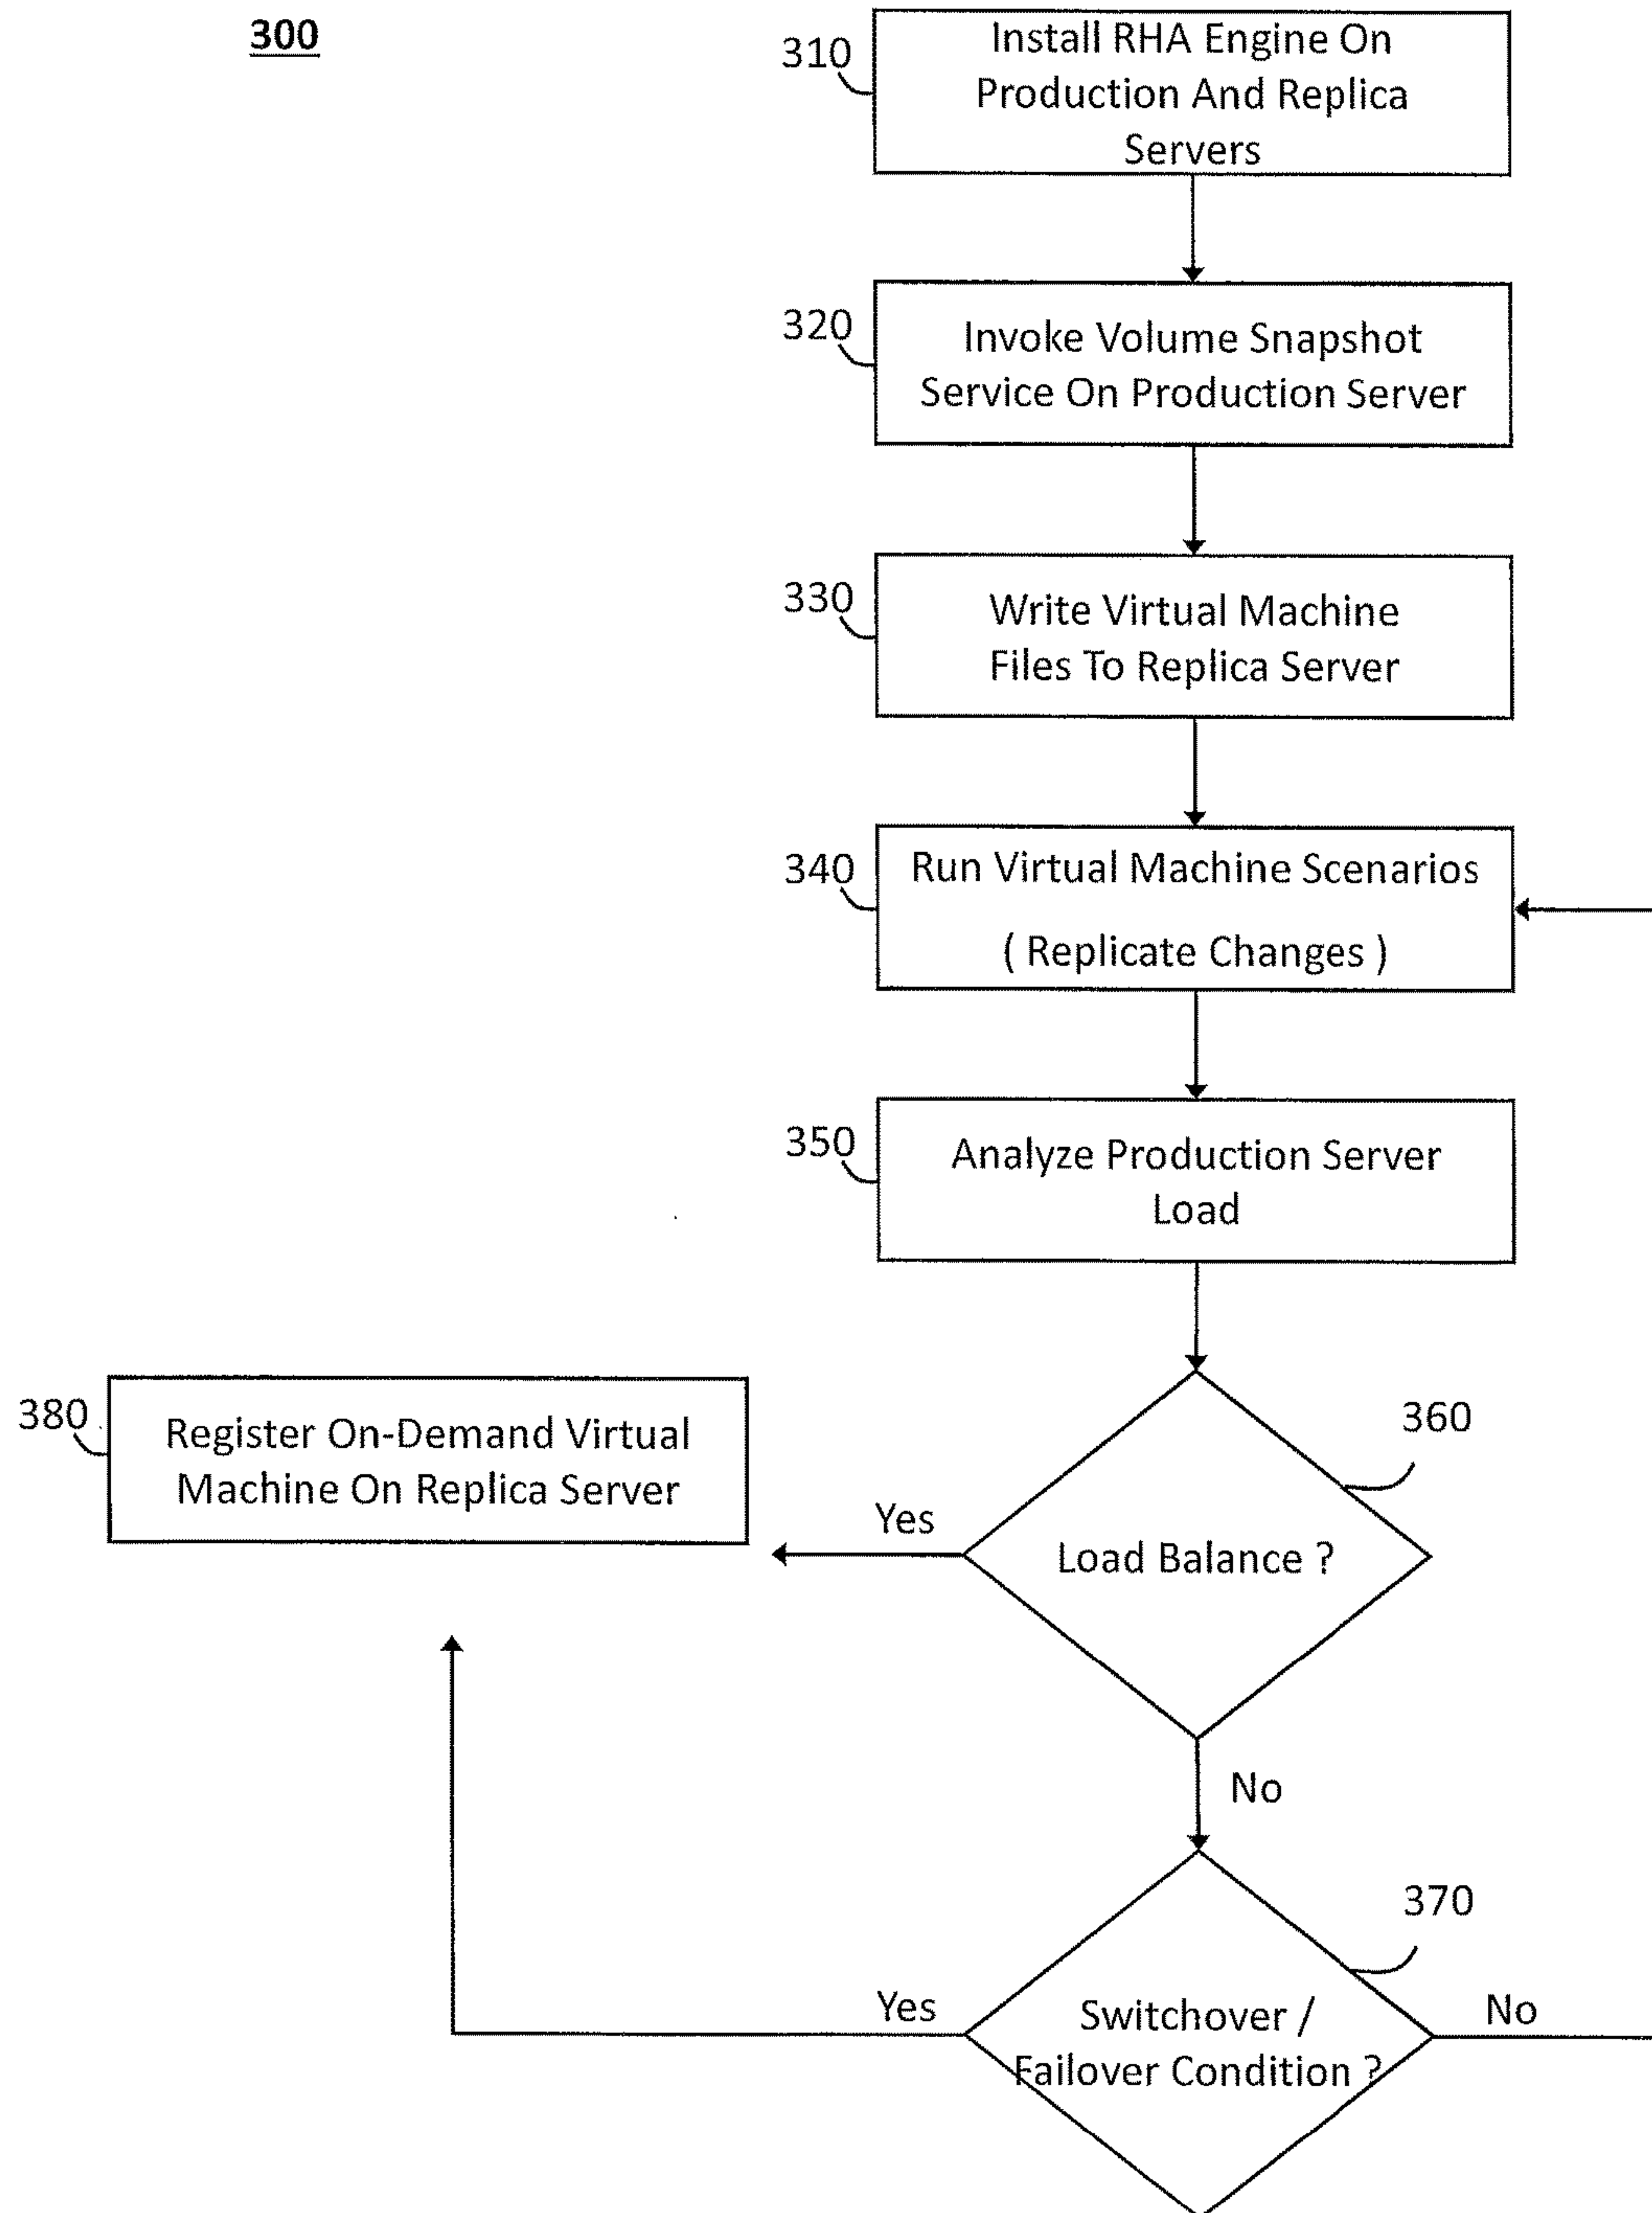 300
310
Install RHA Engine On
Production And Replica
Servers
320
Invoke Volume Snapshot
Service On Production Server
330
Write Virtual Machine
Files To Replica Server
340
Run Virtual Machine Scenarios
( Replicate Changes )
350
Analyze Production Server
Load
380
Register On-Demand Virtual
Machine On Replica Server
360
Yes
Load Balance ?
No
370
Yes
Switchover /
Failover Condition ?
No